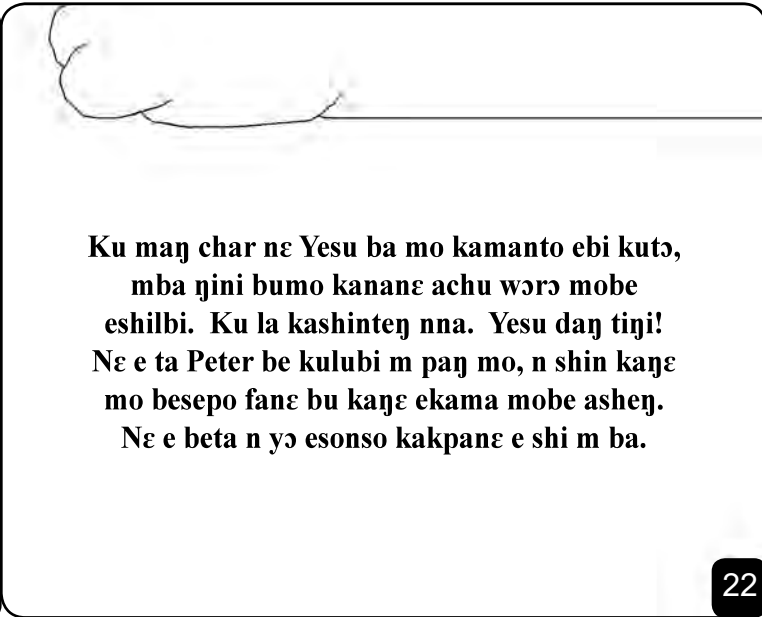 Ku maŋ char nɛ Yesu ba mo kamanto ebi kutɔ,
mba ŋini bumo kananɛ achu wɔrɔ mobe
eshilbi.  Ku la kashinteŋ nna.  Yesu daŋ tiŋi!
Nɛ e ta Peter be kulubi m paŋ mo, n shin kaŋɛ
mo besepo fanɛ bu kaŋɛ ekama mobe asheŋ.
Nɛ e beta n yɔ esonso kakpanɛ e shi m ba.
22